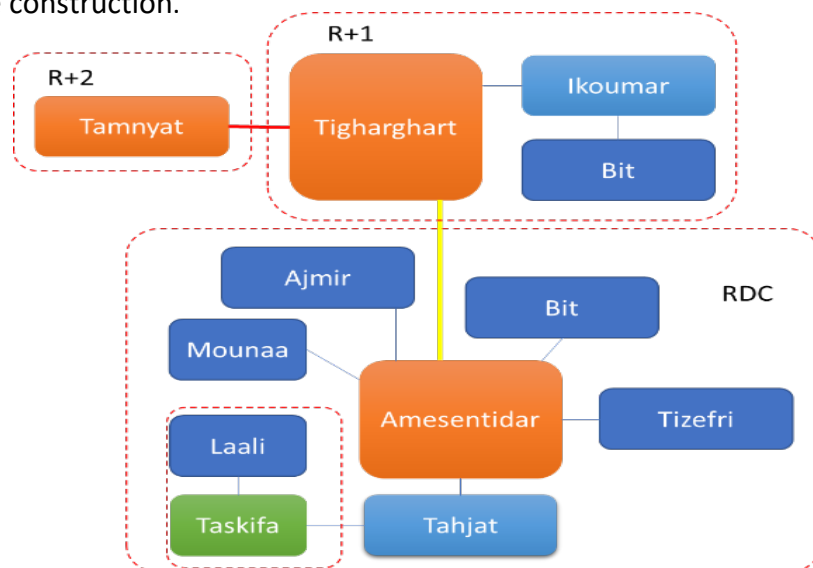 construction.
R+1
R+2
Ikoumar
Tamnyat
Tigharghart
Bit
Ajmir
Bit
RDC
Mounaa
Amesentidar
Tizefri
Laali
Taskifa
Tahjat